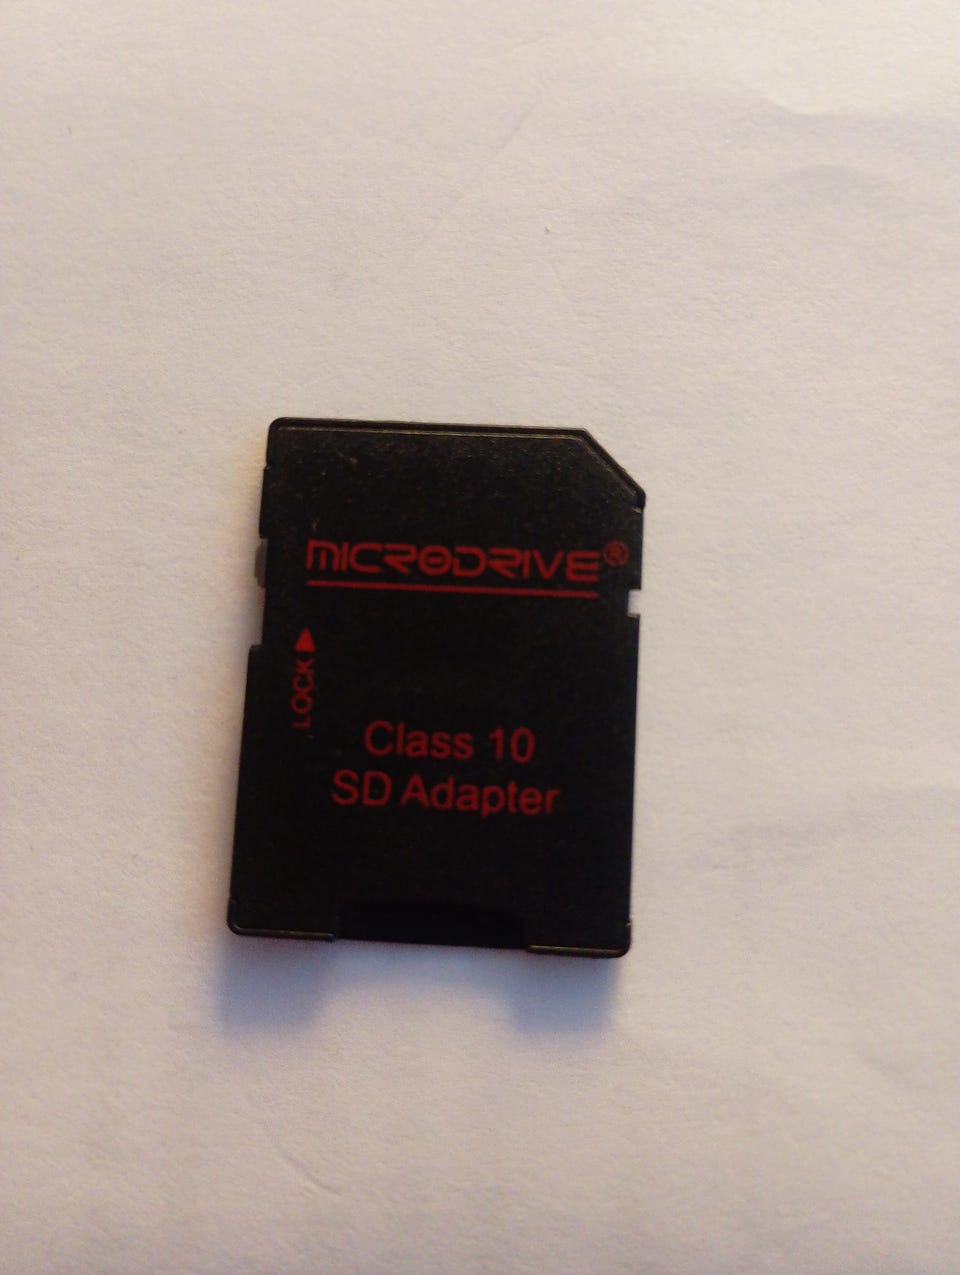 MICRODRIVE®
LOCK
Class 10
SD Adapter